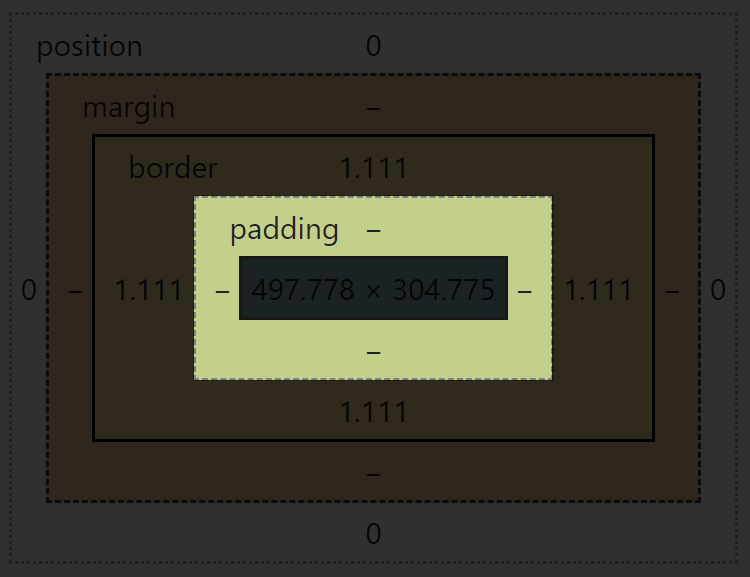 position 0
margin –
border 1.111
padding –
0 – 1.111 – 497.778 × 304.775 – 1.111 – 0
–
1.111
–
0